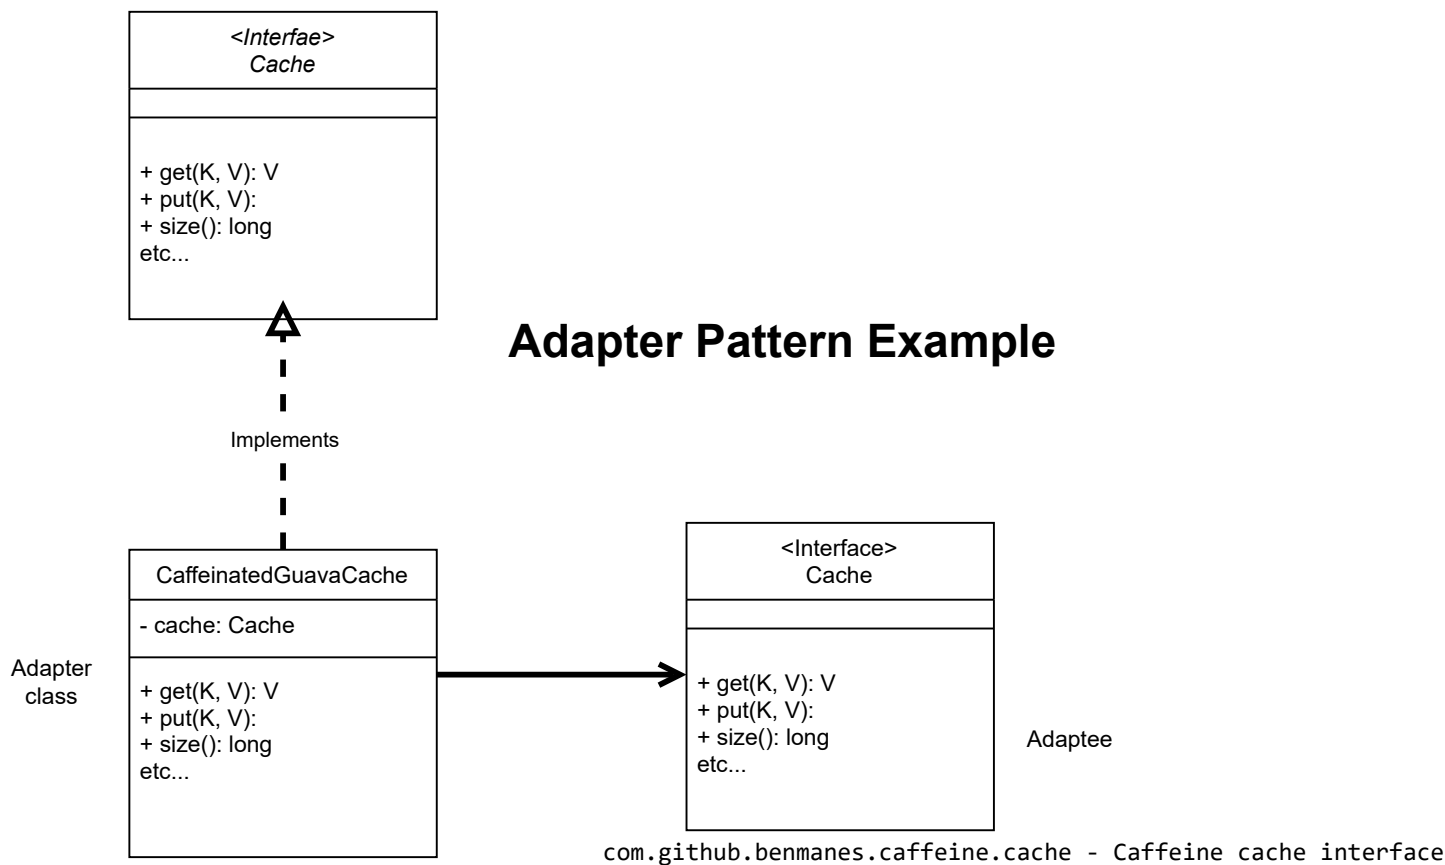 <Interfae>
Cache
+ get(K, V): V
+ put(K, V):
+ size(): long
etc...
Adapter Pattern Example
Implements
CaffeinatedGuavaCache
- cache: Cache
+ get(K, V): V
+ put(K, V):
+ size(): long
etc...
Adapter
class
<Interface>
Cache
+ get(K, V): V
+ put(K, V):
+ size(): long
etc...
Adaptee
com.github.benmanes.caffeine.cache - Caffeine cache interface